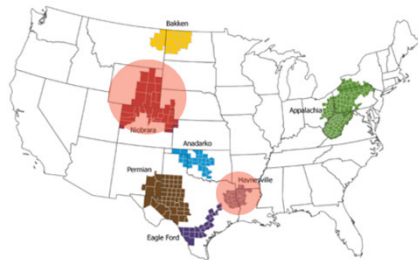 Bakken
Appalachia
Niobrara
Anadarko
Permian
Haynesville
Eagle Ford